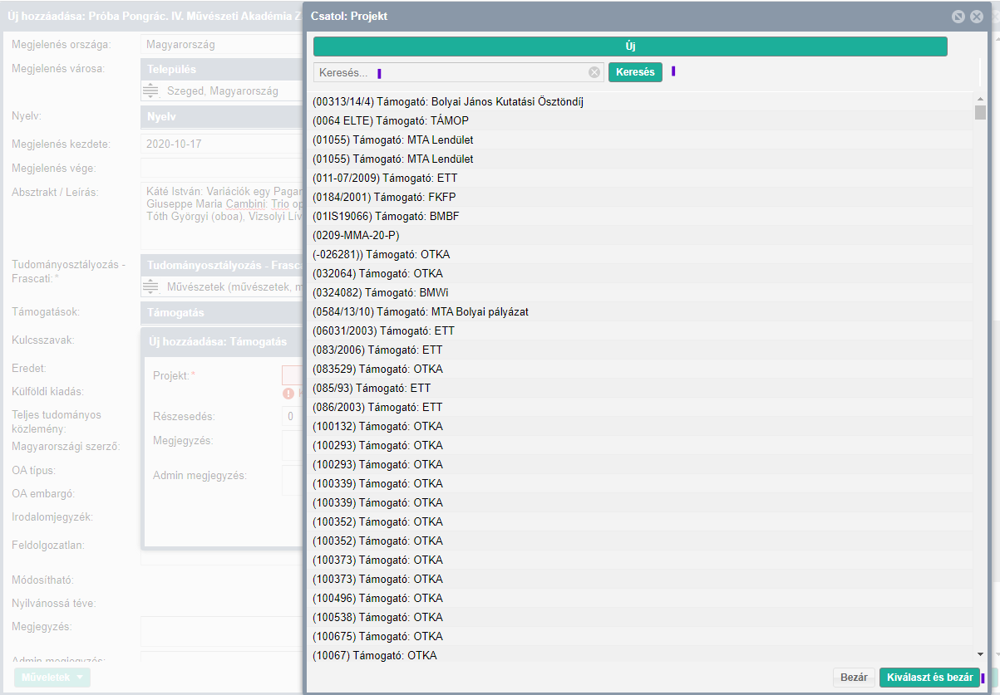 Új hozzáadása: Próba Pongrác. IV. Művészeti Akadémia Z
Megjelenés országa: Magyarország
Megjelenés városa: Település
Szeged, Magyarország
Nyelv: Nyelv
Megjelenés kezdete: 2020-10-17
Megjelenés vége:
Absztrakt / Leírás: Káté István: Variációk egy Pagan
Giuseppe Maria Cambini: Trio op
Tóth Györgyi (oboa), Vizsolyi Lív
Tudományosztályozás - Tudományosztályozás - Frasca
Frascati: *
Művészetek (művészetek, m
Támogatások: Támogatás
Kulcsszavak:
Új hozzáadása: Támogatás
Eredet:
Projekt: *
Külföldi kiadás:
Teljes tudományos
közlemény:
Részesedés: 0
Magyarországi szerző:
Megjegyzés:
OA típus:
Admin megjegyzés:
OA embargó:
Irodalomjegyzék:
Feldolgozatlan:
Módosítható:
Nyilvánossá téve:
Megjegyzés:
Admin megjegyzés:
Műveletek
Csatol: Projekt
Új
Keresés... Keresés
(00313/14/4) Támogató: Bolyai János Kutatási Ösztöndíj
(0064 ELTE) Támogató: TÁMOP
(01055) Támogató: MTA Lendület
(01055) Támogató: MTA Lendület
(011-07/2009) Támogató: ETT
(0184/2001) Támogató: FKFP
(01IS19066) Támogató: BMBF
(0209-MMA-20-P)
(-026281)) Támogató: OTKA
(032064) Támogató: OTKA
(0324082) Támogató: BMWi
(0584/13/10) Támogató: MTA Bolyai pályázat
(06031/2003) Támogató: ETT
(083/2006) Támogató: ETT
(083529) Támogató: OTKA
(085/93) Támogató: ETT
(086/2003) Támogató: ETT
(100132) Támogató: OTKA
(100293) Támogató: OTKA
(100293) Támogató: OTKA
(100339) Támogató: OTKA
(100339) Támogató: OTKA
(100352) Támogató: OTKA
(100352) Támogató: OTKA
(100373) Támogató: OTKA
(100373) Támogató: OTKA
(100496) Támogató: OTKA
(100538) Támogató: OTKA
(100675) Támogató: OTKA
(10067) Támogató: OTKA
Bezár Kiválaszt és bezár